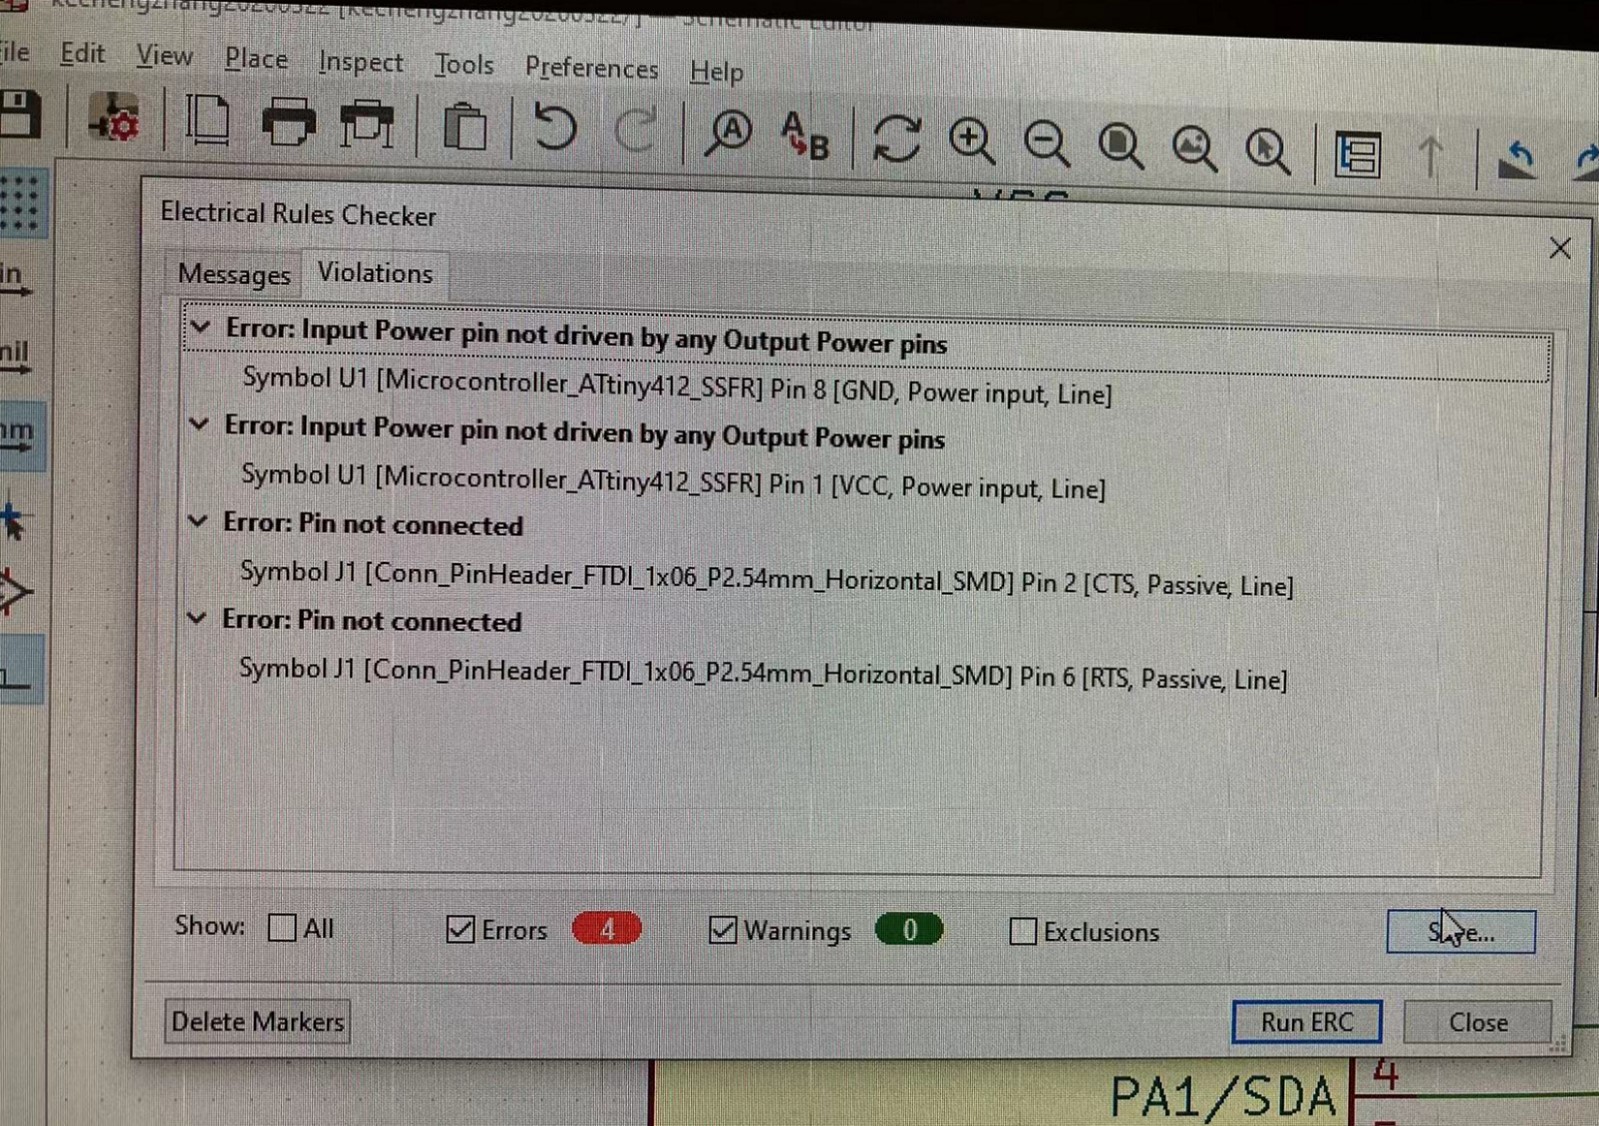 kechengzhang20200522 [kechengzhang20200522/] — Schematic Editor
File Edit View Place Inspect Tools Preferences Help
A A B
Electrical Rules Checker
in
Messages Violations
Error: Input Power pin not driven by any Output Power pins
mil
Symbol U1 [Microcontroller_ATtiny412_SSFR] Pin 8 [GND, Power input, Line]
mm
Error: Input Power pin not driven by any Output Power pins
Symbol U1 [Microcontroller_ATtiny412_SSFR] Pin 1 [VCC, Power input, Line]
Error: Pin not connected
Symbol J1 [Conn_PinHeader_FTDI_1x06_P2.54mm_Horizontal_SMD] Pin 2 [CTS, Passive, Line]
Error: Pin not connected
Symbol J1 [Conn_PinHeader_FTDI_1x06_P2.54mm_Horizontal_SMD] Pin 6 [RTS, Passive, Line]
Show: All Errors 4 Warnings 0 Exclusions Save...
Delete Markers Run ERC Close
PA1/SDA 4